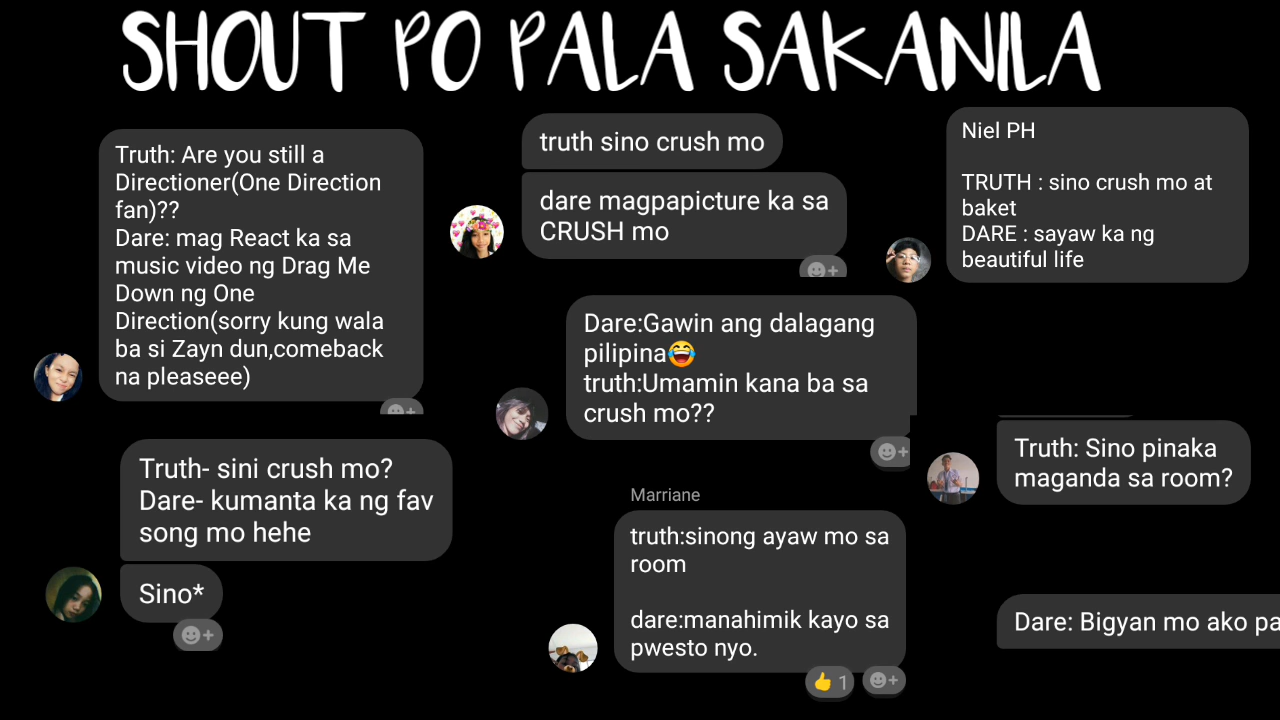 SHOUT PO PALA SAKANILA
Truth: Are you still a
Directioner(One Direction
fan)??
Dare: mag React ka sa
music video ng Drag Me
Down ng One
Direction(sorry kung wala
ba si Zayn dun,comeback
na pleaseee)
truth sino crush mo
dare magpapicture ka sa
CRUSH mo
Niel PH
TRUTH : sino crush mo at
baket
DARE : sayaw ka ng
beautiful life
Dare:Gawin ang dalagang
pilipina😂
truth:Umamin kana ba sa
crush mo??
Truth- sini crush mo?
Dare- kumanta ka ng fav
song mo hehe
Sino*
Marriane
truth:sinong ayaw mo sa
room
dare:manahimik kayo sa
pwesto nyo.
👍 1
Truth: Sino pinaka
maganda sa room?
Dare: Bigyan mo ako pa